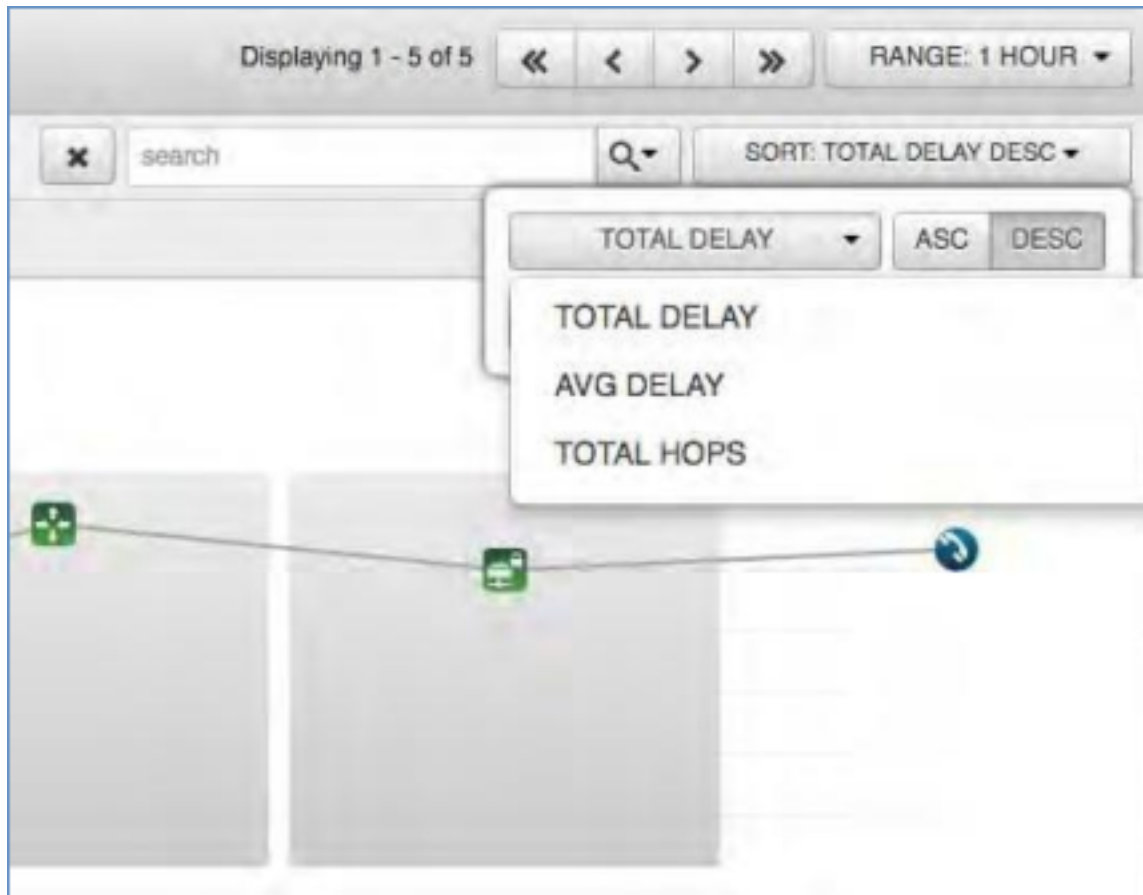 Displaying 1 - 5 of 5 RANGE: 1 HOUR
search SORT: TOTAL DELAY DESC
TOTAL DELAY ASC DESC
TOTAL DELAY
AVG DELAY
TOTAL HOPS